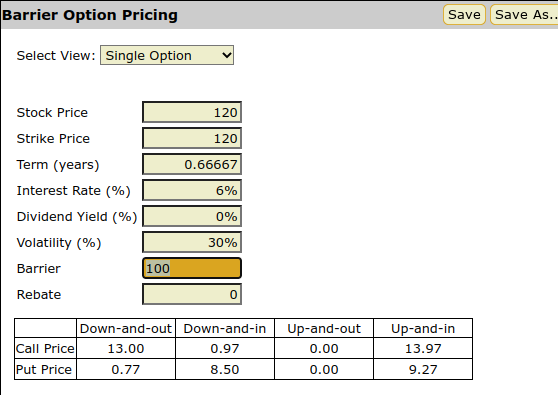 Barrier Option Pricing Save Save As..
Select View: Single Option
Stock Price 120
Strike Price 120
Term (years) 0.66667
Interest Rate (%) 6%
Dividend Yield (%) 0%
Volatility (%) 30%
Barrier 100
Rebate 0
Down-and-out Down-and-in Up-and-out Up-and-in
Call Price 13.00 0.97 0.00 13.97
Put Price 0.77 8.50 0.00 9.27